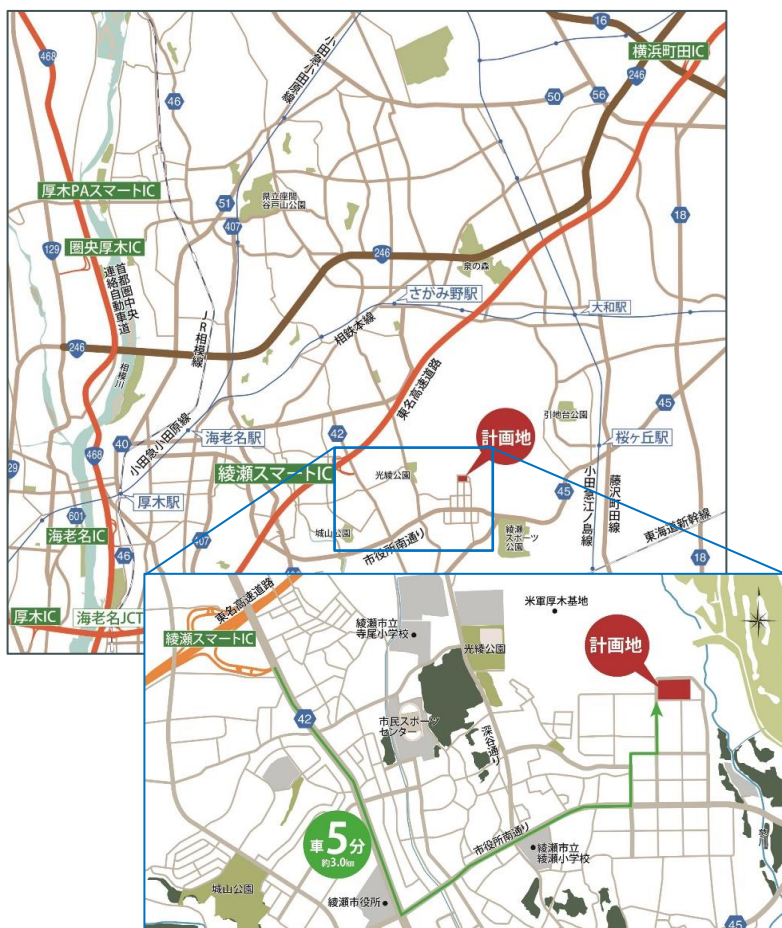 16
横浜町田IC
468
小田急小田原線
246
46
50
56
厚木PAスマートIC
県立座間
谷戸山公園
51
407
18
129
圏央厚木IC
246
泉の森
首都圏中央
連絡自動車道
さがみ野駅
大和駅
JR相模線
相鉄本線
246
相模川
東名高速道路
引地台公園
45
小田急小田原線
40
海老名駅
42
計画地
桜ヶ丘駅
468
綾瀬スマートIC
光綾公園
29
厚木駅
45
小田急江ノ島線
藤沢町田線
601
城山公園
市役所南通り
綾瀬
スポーツ
公園
東海道新幹線
海老名IC
407
46
18
厚木IC
海老名JCT
東名高速道路
米軍厚木基地
綾瀬スマートIC
綾瀬市立
寺尾小学校
光綾公園
計画地
42
市民スポーツ
センター
深谷通り
車5分
約3.0km
市役所南通り
綾瀬市立
綾瀬小学校
城山公園
綾瀬市役所
45